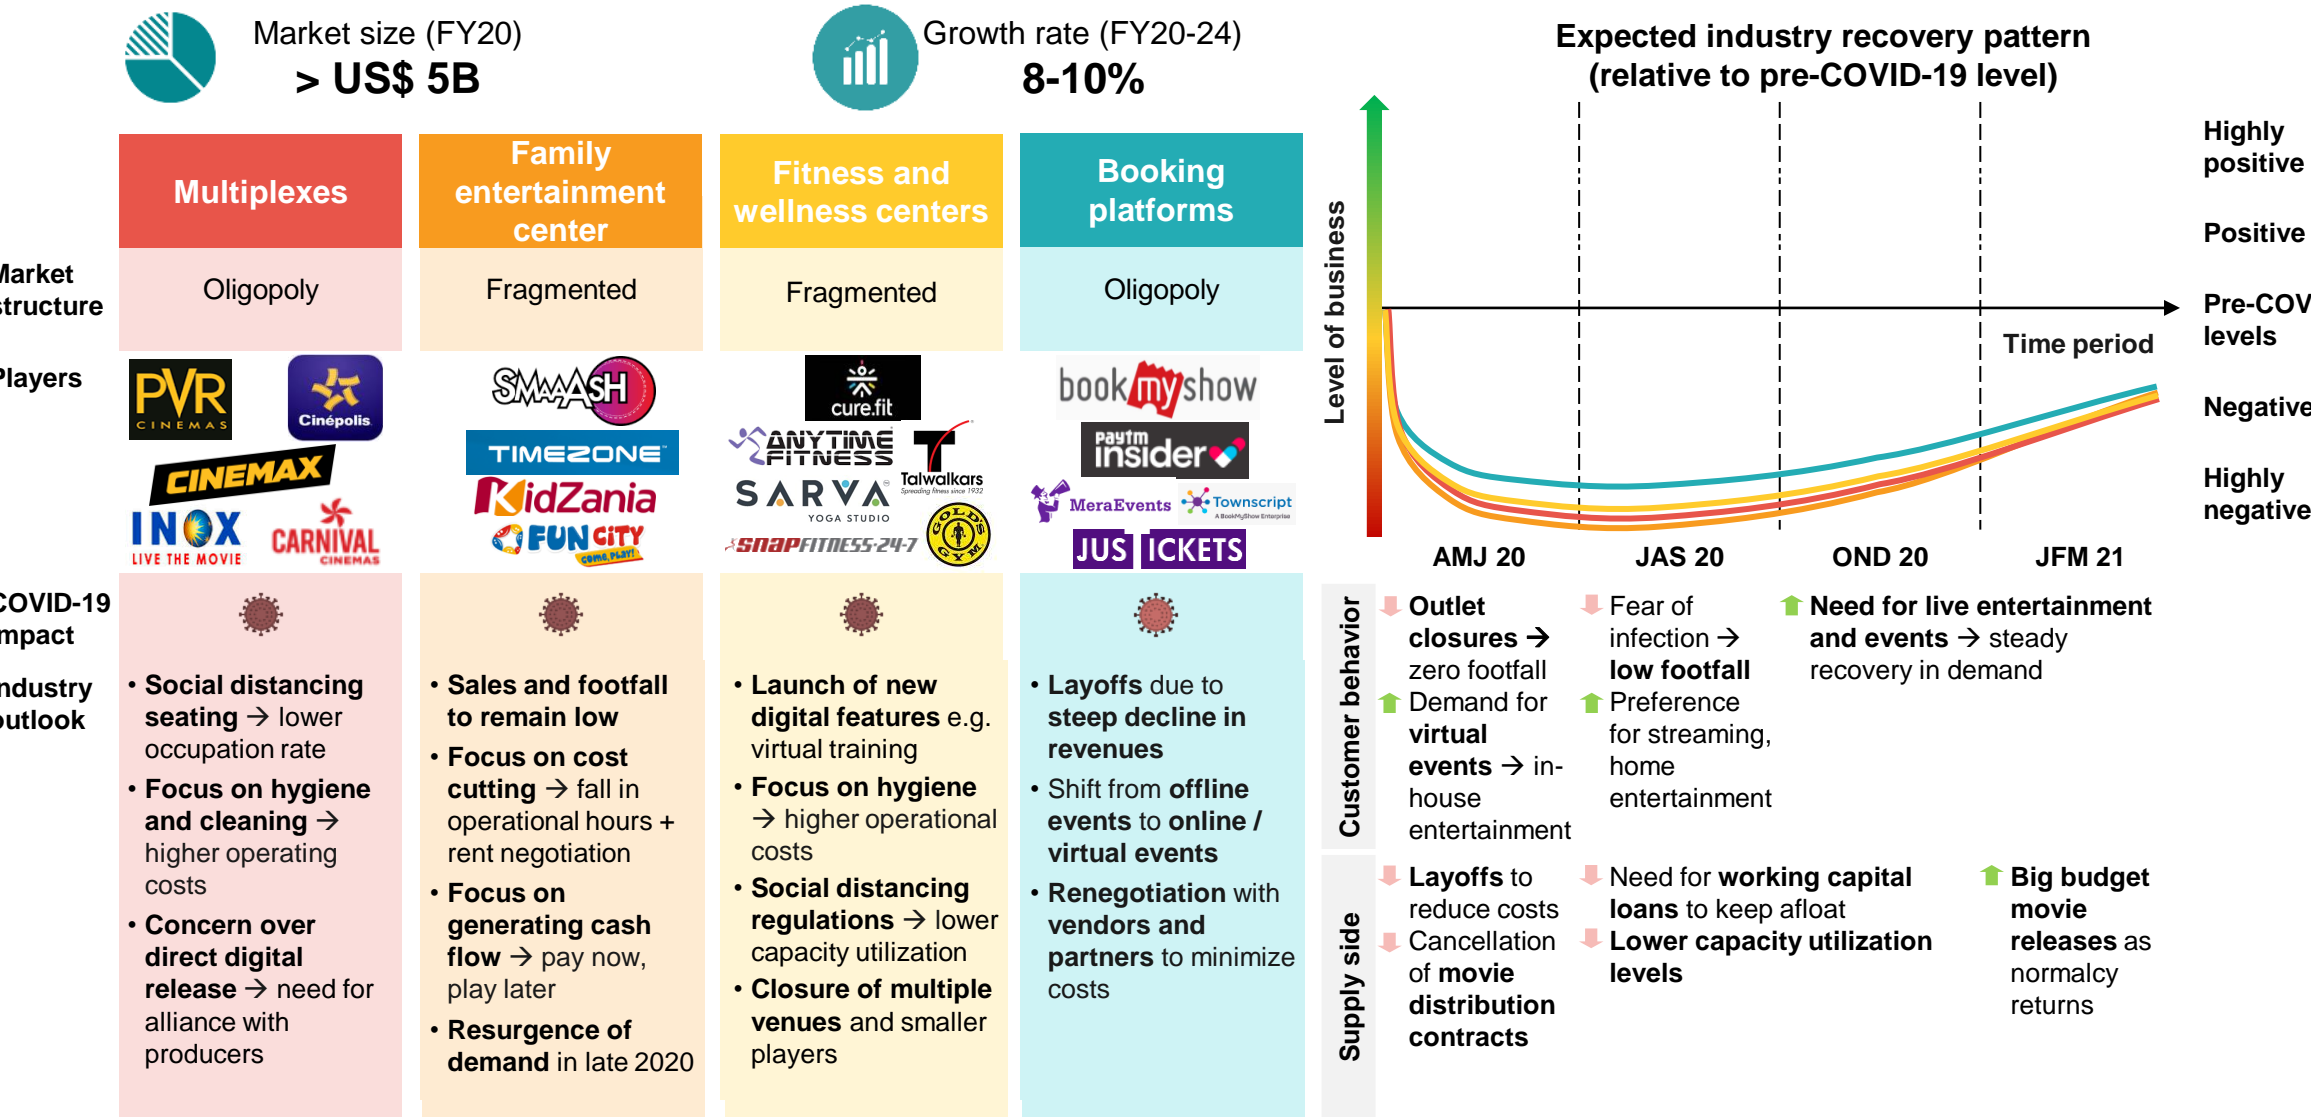 Market size (FY20)
> US$ 5B
Growth rate (FY20-24)
8-10%
Multiplexes
Family
entertainment
center
Fitness and
wellness centers
Booking
platforms
Market
structure
Oligopoly
Fragmented
Fragmented
Oligopoly
Players
PVR
CINEMAS
Cinépolis
CINEMAX
INOX
LIVE THE MOVIE
CARNIVAL
CINEMAS
SMAAASH
TIMEZONE
KidZania
FUN CITY
COME, PLAY!
cure.fit
ANYTIME
FITNESS
Talwalkars
Spreading fitness since 1932
SARVA
YOGA STUDIO
SNAP FITNESS-24-7
GOLD'S
GYM
bookmyshow
paytm
insider
MeraEvents
Townscript
A BookMyShow Enterprise
JUS ICKETS
COVID-19
impact
Industry
outlook
• Social distancing
seating → lower
occupation rate
• Focus on hygiene
and cleaning →
higher operating
costs
• Concern over
direct digital
release → need for
alliance with
producers
• Sales and footfall
to remain low
• Focus on cost
cutting → fall in
operational hours +
rent negotiation
• Focus on
generating cash
flow → pay now,
play later
• Resurgence of
demand in late 2020
• Launch of new
digital features e.g.
virtual training
• Focus on hygiene
→ higher operational
costs
• Social distancing
regulations → lower
capacity utilization
• Closure of multiple
venues and smaller
players
• Layoffs due to
steep decline in
revenues
• Shift from offline
events to online /
virtual events
• Renegotiation with
vendors and
partners to minimize
costs
Expected industry recovery pattern
(relative to pre-COVID-19 level)
Level of business
Highly
positive
Positive
Pre-COV
levels
Time period
Negative
Highly
negative
AMJ 20
JAS 20
OND 20
JFM 21
Customer behavior
Outlet
closures →
zero footfall
Demand for
virtual
events → in-
house
entertainment
Fear of
infection →
low footfall
Preference
for streaming,
home
entertainment
Need for live entertainment
and events → steady
recovery in demand
Supply side
Layoffs to
reduce costs
Cancellation
of movie
distribution
contracts
Need for working capital
loans to keep afloat
Lower capacity utilization
levels
Big budget
movie
releases as
normalcy
returns